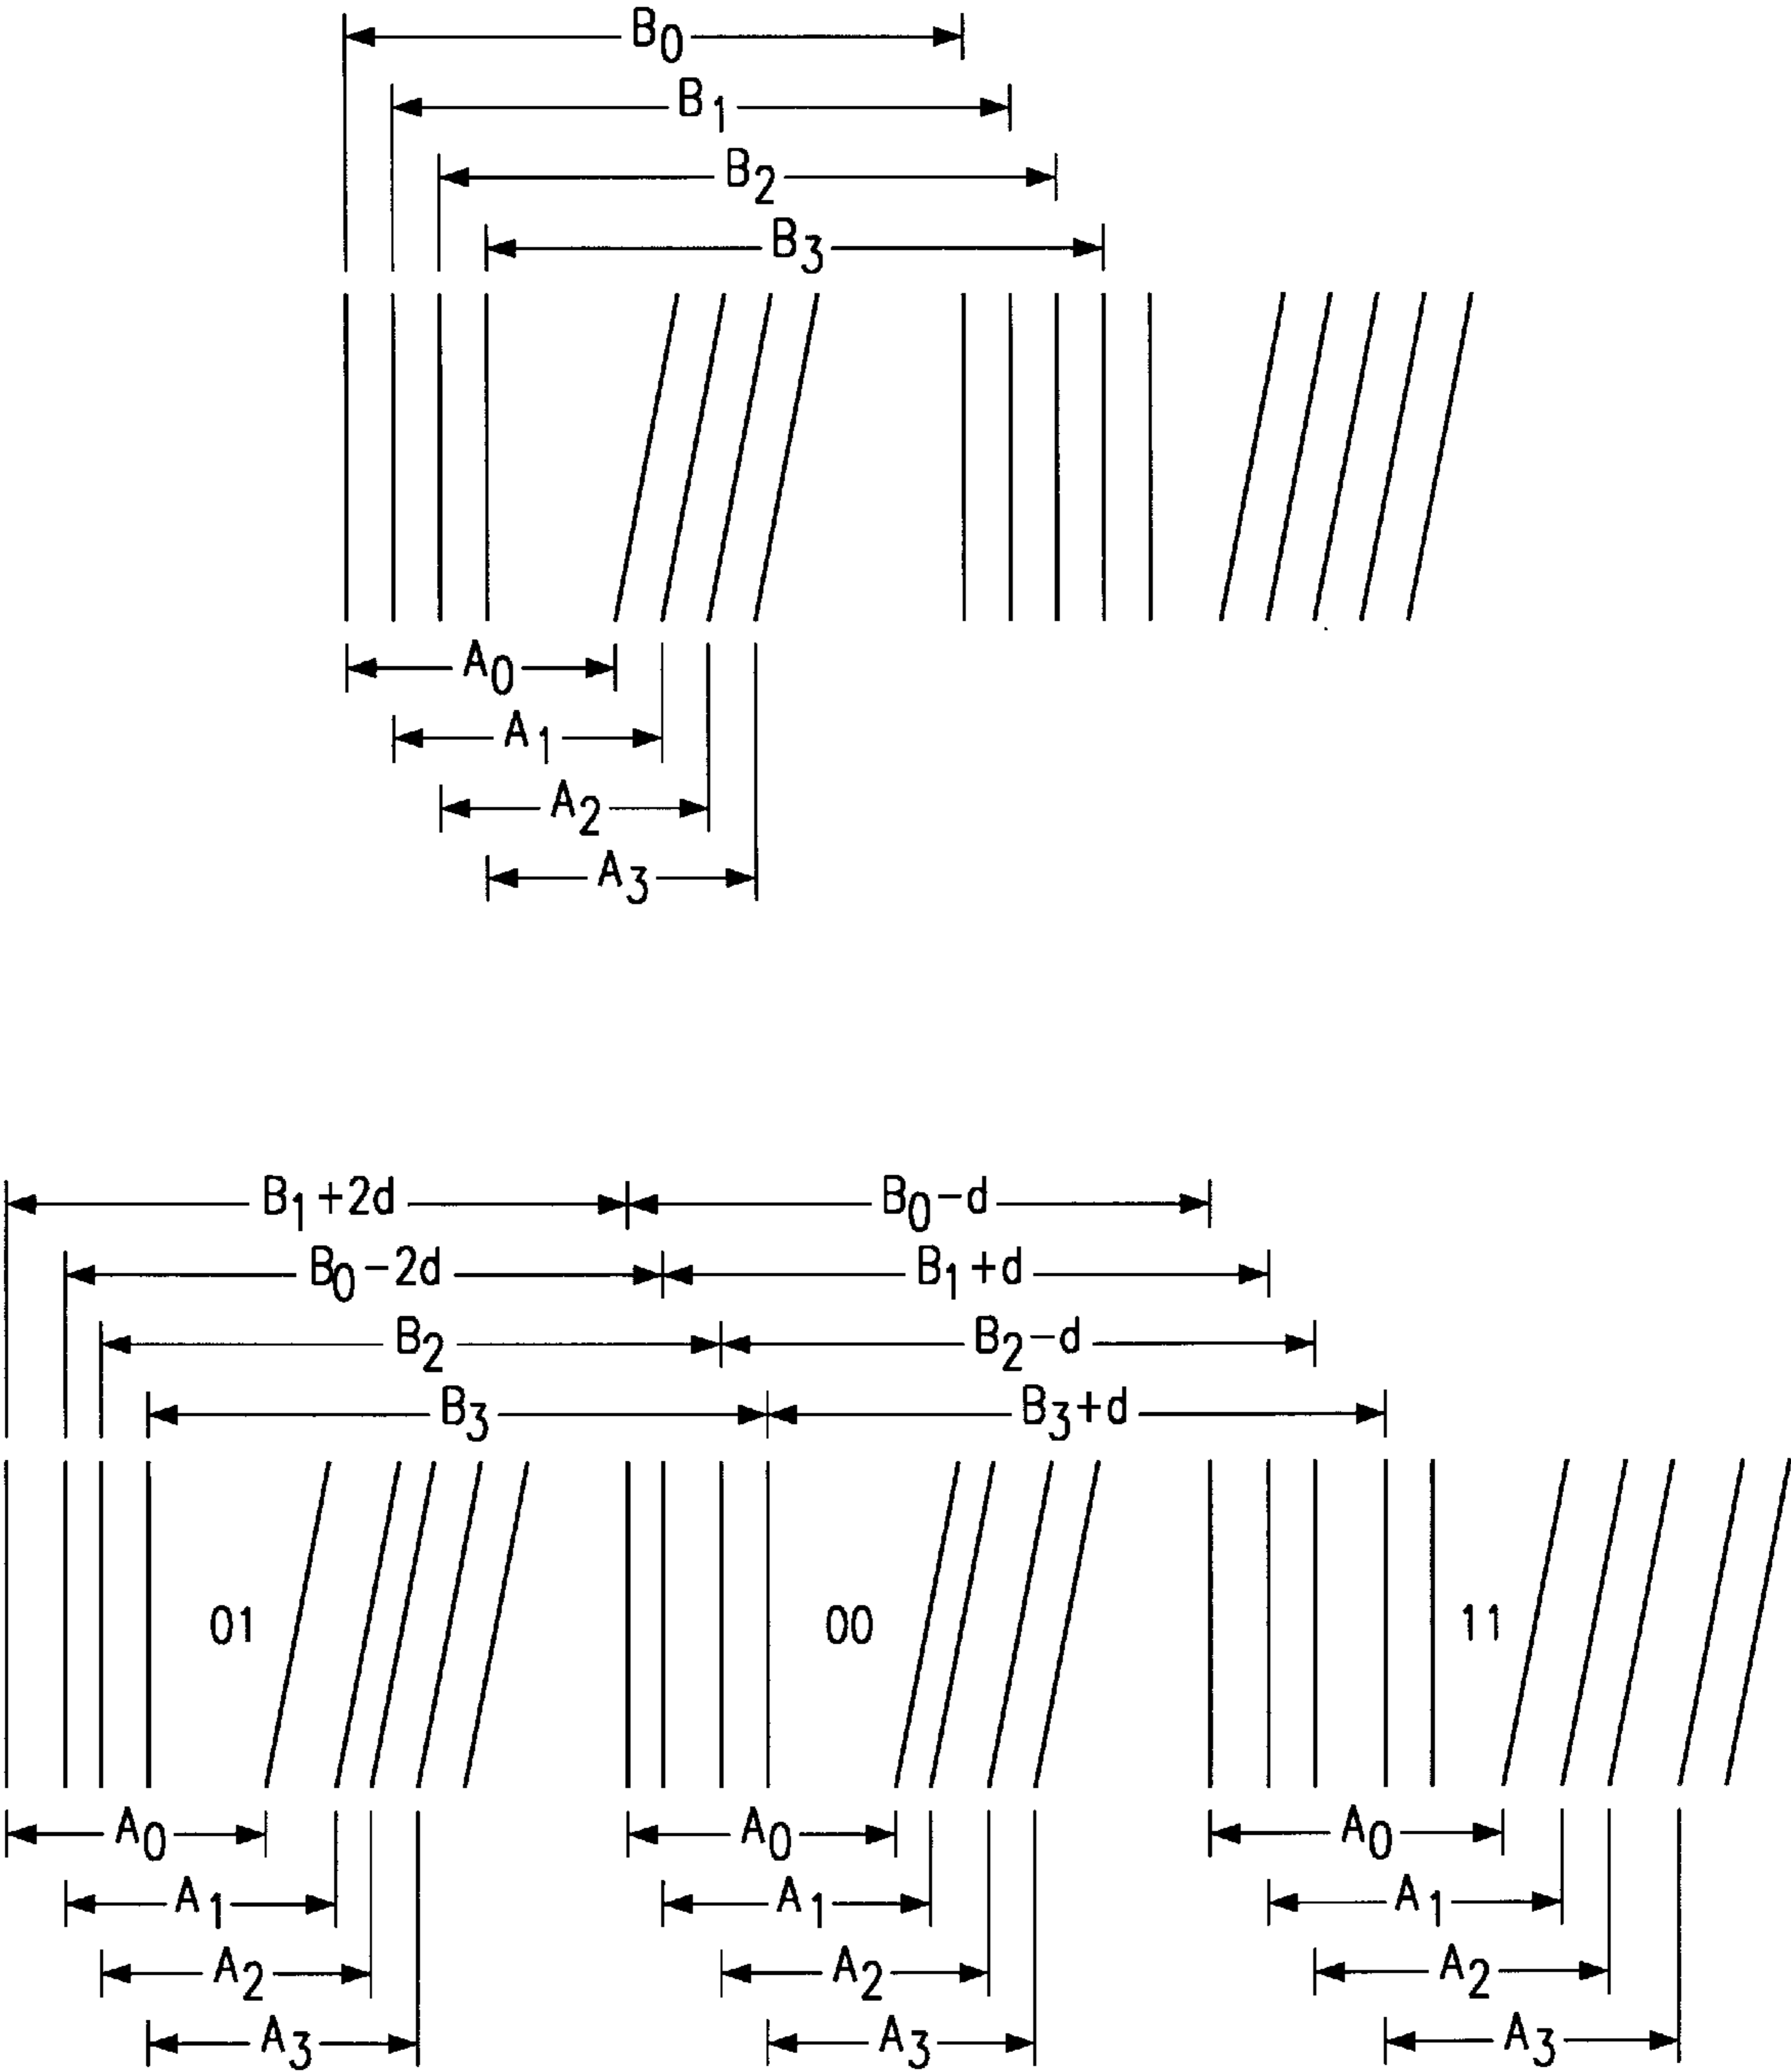 B0
B1
B2
B3
A0
A1
A2
A3
B1+2d B0-d
B0-2d B1+d
B2 B2-d
B3 B3+d
01 00 11
A0 A0 A0
A1 A1 A1
A2 A2 A2
A3 A3 A3